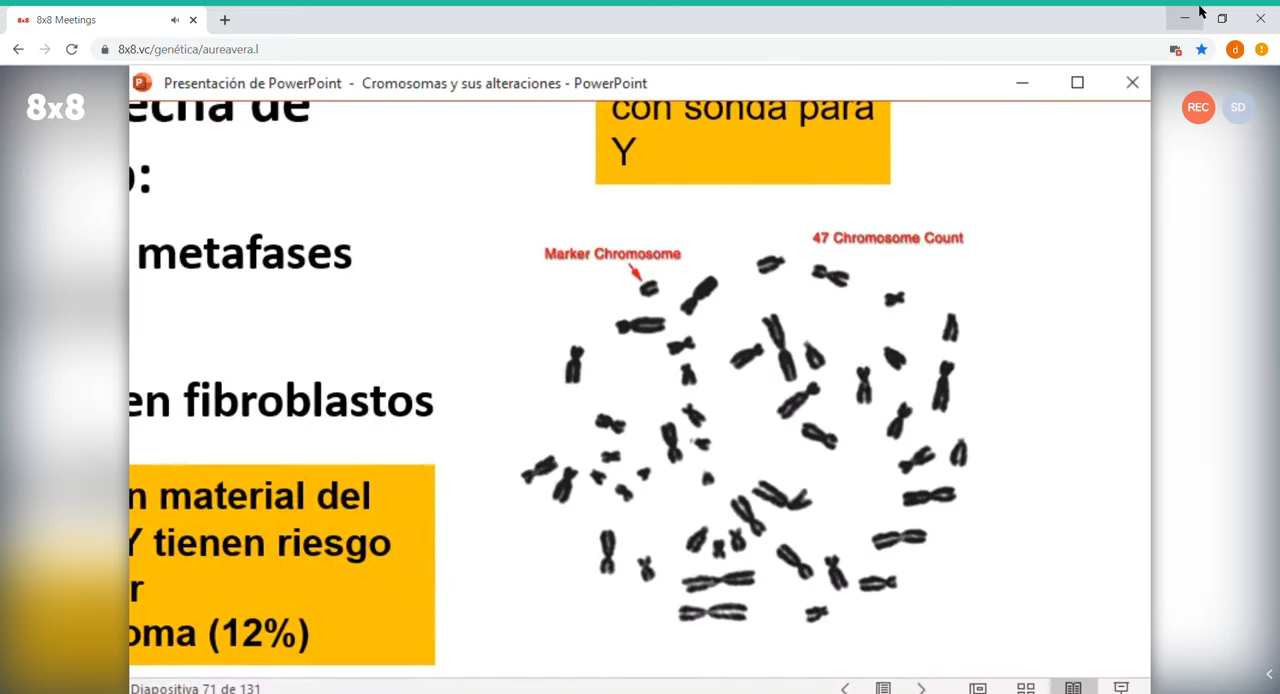 8x8 8x8 Meetings
8x8.vc/genética/aureavera.l
d
8x8
Presentación de PowerPoint - Cromosomas y sus alteraciones - PowerPoint
REC
SD
echa de
o:
metafases
en fibroblastos
n material del
Y tienen riesgo
r
oma (12%)
con sonda para
Y
Marker Chromosome
47 Chromosome Count
Diapositiva 71 de 131